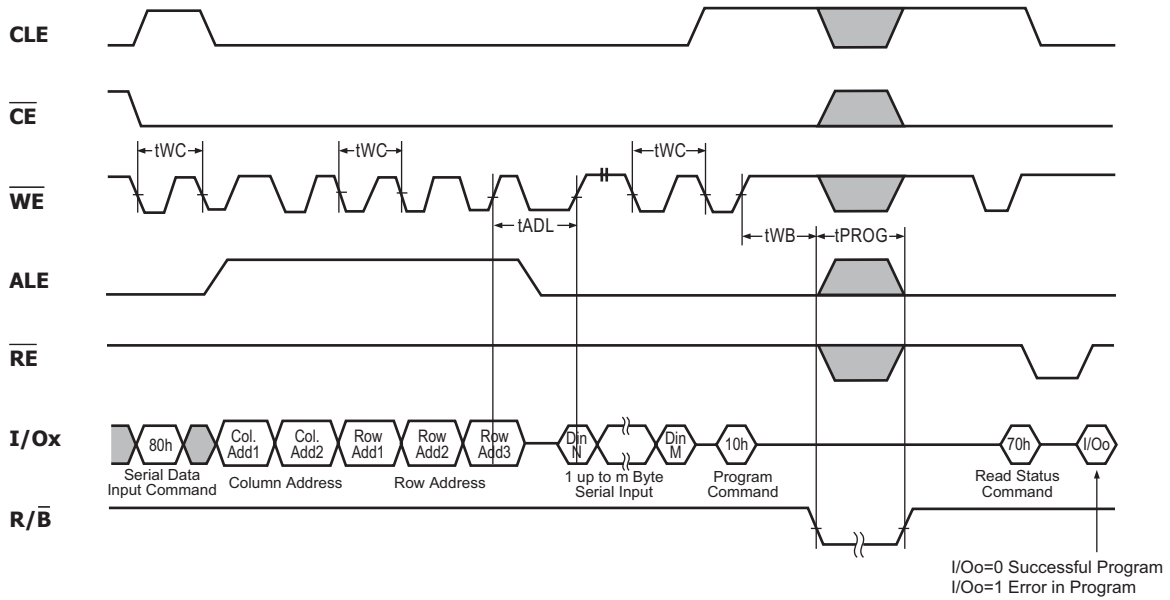 CLE
CE
tWC
tWC
tWC
WE
tADL
tWB
tPROG
ALE
RE
I/Ox
80h
Col.
Add1
Col.
Add2
Row
Add1
Row
Add2
Row
Add3
Din
N
Din
M
10h
70h
I/Oo
Serial Data
Input Command
Column Address
Row Address
1 up to m Byte
Serial Input
Program
Command
Read Status
Command
R/B
I/Oo=0 Successful Program
I/Oo=1 Error in Program